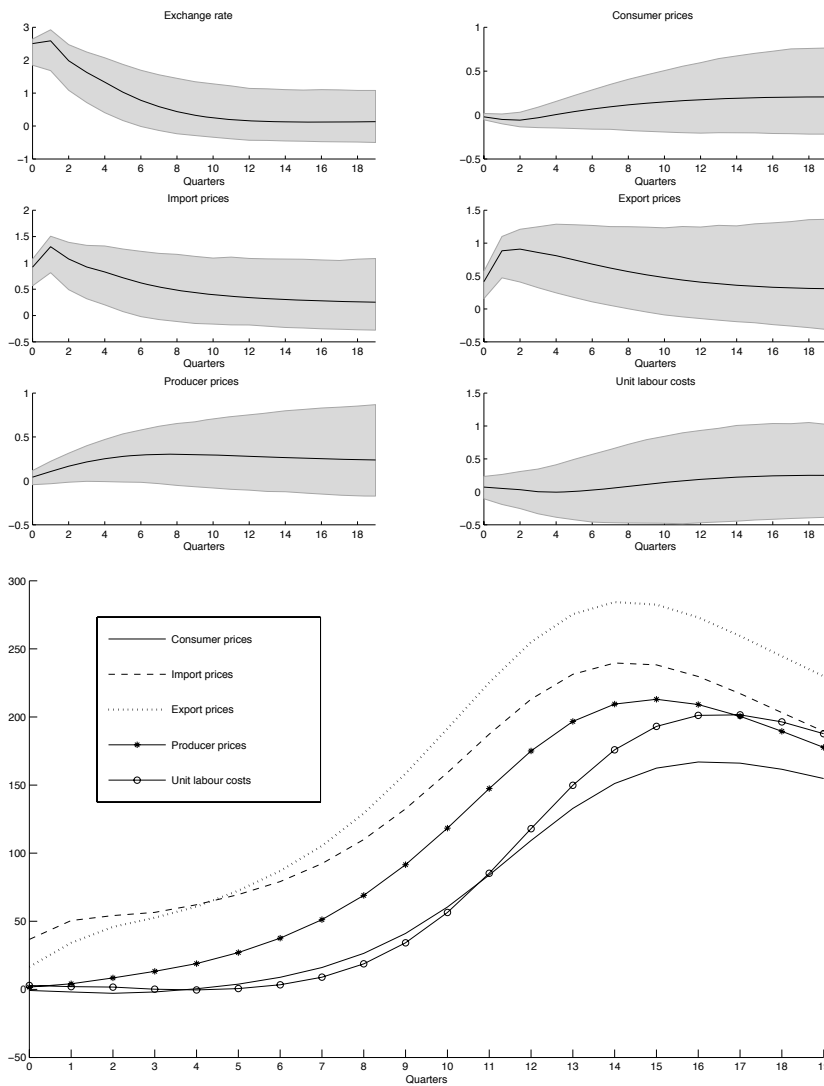 Exchange rate
3
2
1
0
−1
0 2 4 6 8 10 12 14 16 18
Quarters
Consumer prices
1
0.5
0
−0.5
0 2 4 6 8 10 12 14 16 18
Quarters
Import prices
2
1.5
1
0.5
0
−0.5
0 2 4 6 8 10 12 14 16 18
Quarters
Export prices
1.5
1
0.5
0
−0.5
0 2 4 6 8 10 12 14 16 18
Quarters
Producer prices
1
0.5
0
−0.5
0 2 4 6 8 10 12 14 16 18
Quarters
Unit labour costs
1.5
1
0.5
0
−0.5
0 2 4 6 8 10 12 14 16 18
Quarters
300
250
200
150
100
50
0
−50
Consumer prices
Import prices
Export prices
Producer prices
Unit labour costs
0 1 2 3 4 5 6 7 8 9 10 11 12 13 14 15 16 17 18
Quarters